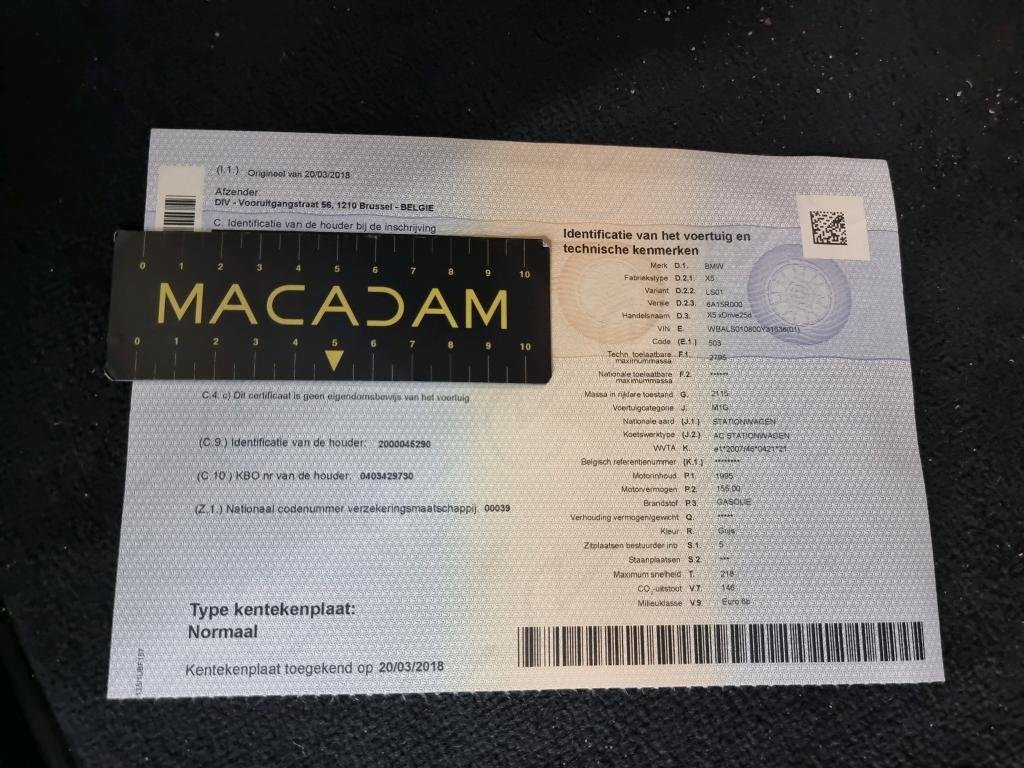 (I.1.) Origineel van 20/03/2018
Afzender:
DIV - Vooruitgangstraat 56, 1210 Brussel - BELGIE
C. Identificatie van de houder bij de inschrijving
0 1 2 3 4 5 6 7 8 9 10
MACADAM
0 1 2 3 4 5 6 7 8 9 10
C.4. c) Dit certificaat is geen eigendomsbewijs van het voertuig
(C.9.) Identificatie van de houder: 2000045290
(C.10.) KBO nr van de houder: 0403429730
(Z.1.) Nationaal codenummer verzekeringsmaatschappij: 00039
Type kentekenplaat:
Normaal
Kentekenplaat toegekend op 20/03/2018
Identificatie van het voertuig en
technische kenmerken
Merk D.1. BMW
Fabriekstype D.2.1. X5
Variant D.2.2. LS01
Versie D.2.3. 6A15R000
Handelsnaam D.3. X5 xDrive25d
VIN E. WBALS010800Y31636(01)
Code (E.1.) 503
Techn. toelaatbare maximummassa F.1. 2795
Nationale toelaatbare maximummassa F.2. ******
Massa in rijklare toestand G. 2115
Voertuigcategorie J. M1G
Nationale aard (J.1.) STATIONWAGEN
Koetswerktype (J.2.) AC STATIONWAGEN
WVTA K. e1*2007/46*0421*21
Belgisch referentienummer (K.1.) ********
Motorinhoud P.1. 1995
Motorvermogen P.2. 155.00
Brandstof P.3. GASOLIE
Verhouding vermogen/gewicht Q. *****
Kleur R. Grijs
Zitplaatsen bestuurder inb S.1. 5
Staanplaatsen S.2. ***
Maximum snelheid T. 218
CO2-uitstoot V.7. 146
Milieuklasse V.9. Euro 6b